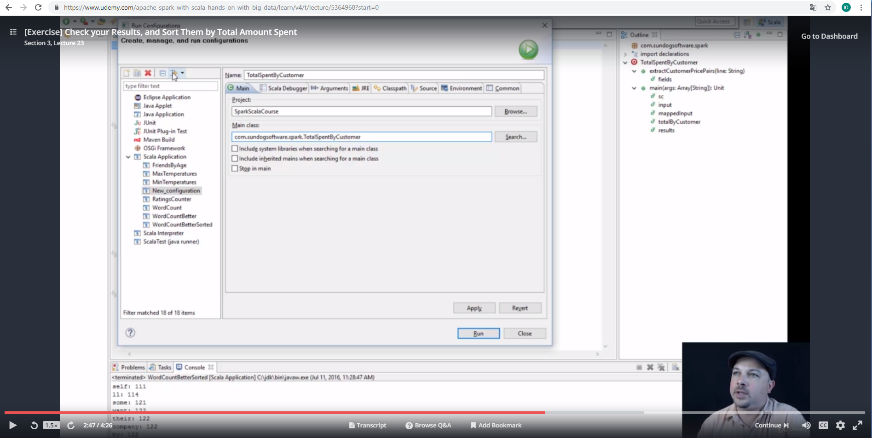 https://www.udemy.com/apache-spark-with-scala-hands-on-with-big-data/learn/v4/t/lecture/5364960?start=0
Run Configurations
Quick Access
Scala
[Exercise] Check your Results, and Sort Them by Total Amount Spent
Section 3, Lecture 23
Go to Dashboard
Create, manage, and run configurations
type filter text
Eclipse Application
Java Applet
Java Application
JUnit
JUnit Plug-in Test
Maven Build
OSGi Framework
Scala Application
FriendsByAge
MaxTemperatures
MinTemperatures
New_configuration
RatingsCounter
WordCount
WordCountBetter
WordCountBetterSorted
Scala Interpreter
ScalaTest (java runner)
Filter matched 18 of 18 items
Name: TotalSpentByCustomer
Main Scala Debugger Arguments JRE Classpath Source Environment Common
Project:
SparkScalaCourse Browse...
Main class:
com.sundogsoftware.spark.TotalSpentByCustomer Search...
Include system libraries when searching for a main class
Include inherited mains when searching for a main class
Stop in main
Apply Revert
Run Close
Outline
com.sundogsoftware.spark
import declarations
TotalSpentByCustomer
extractCustomerPricePairs(line: String)
fields
main(args: Array[String]): Unit
sc
input
mappedInput
totalByCustomer
results
Problems Tasks Console
<terminated> WordCountBetterSorted [Scala Application] C:\jdk\bin\javaw.exe (Jul 11, 2016, 11:28:47 AM)
self: 111
ll: 114
some: 121
their: 122
company: 122
1.5x 2:47 / 4:26 Transcript Browse Q&A Add Bookmark Continue